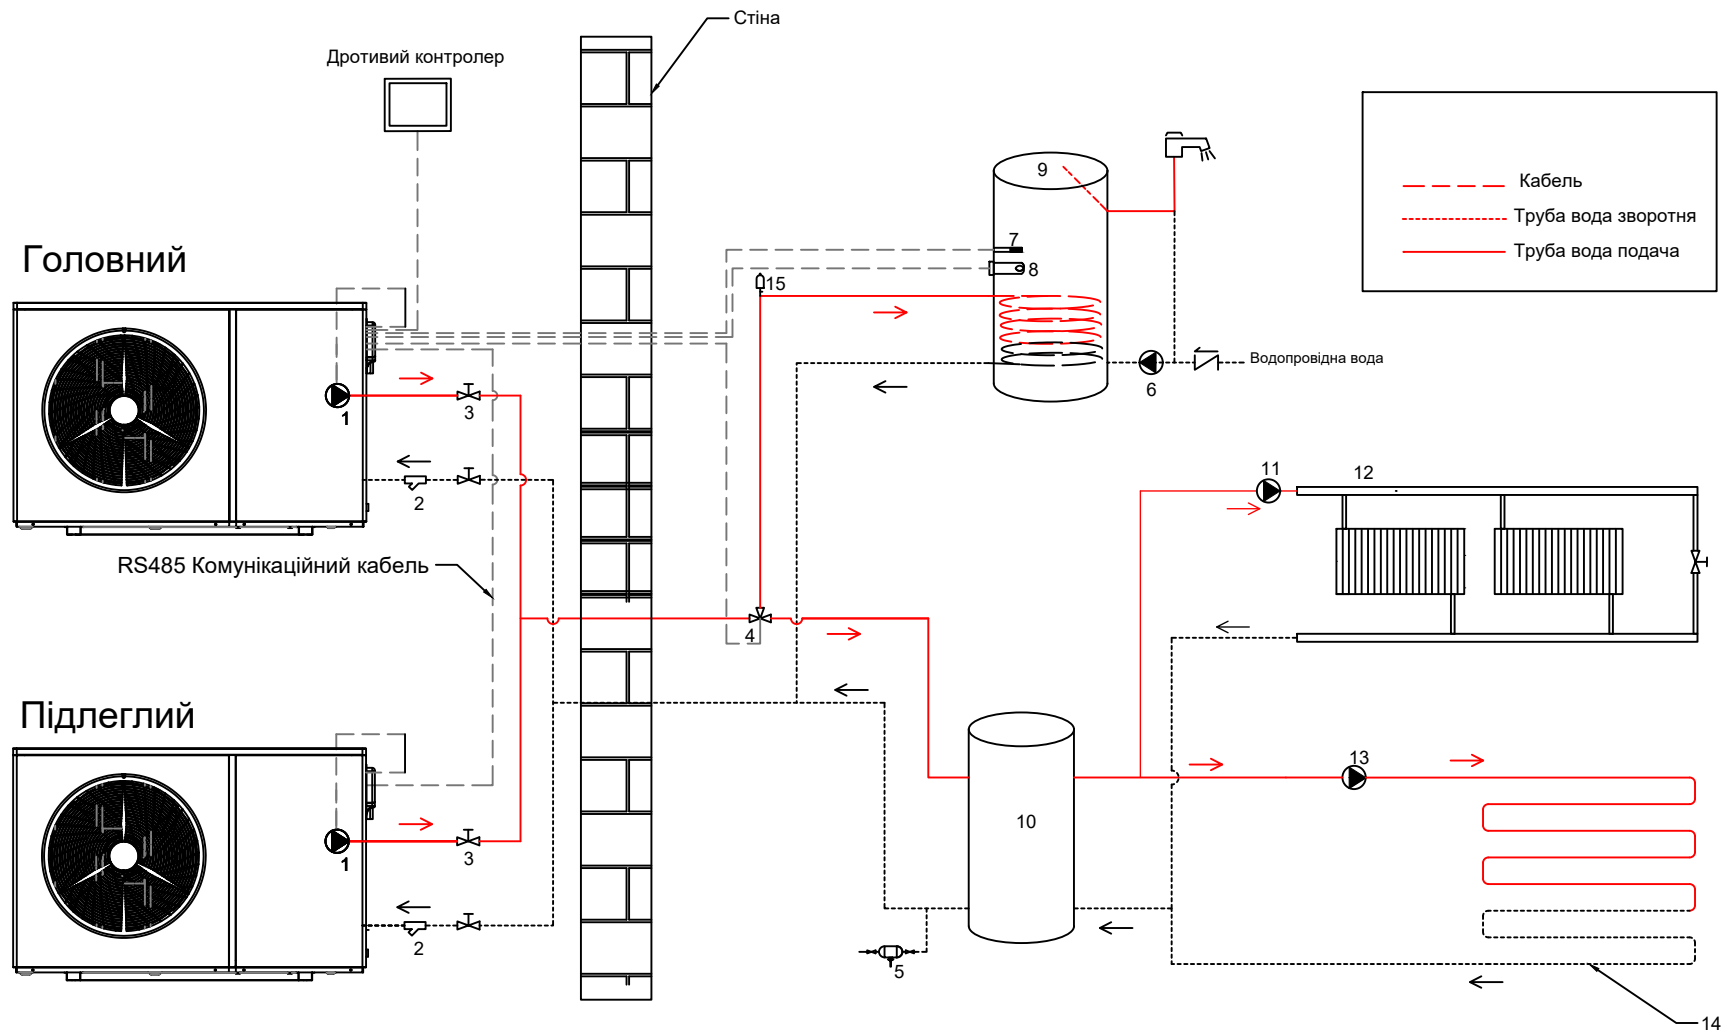 Стіна
Дротивий контролер
Кабель
Труба вода зворотня
Труба вода подача
9
7
8
15
Головний
Водопровідна вода
6
1
3
2
11
12
RS485 Комунікаційний кабель
4
Підлеглий
13
10
1
3
2
5
14